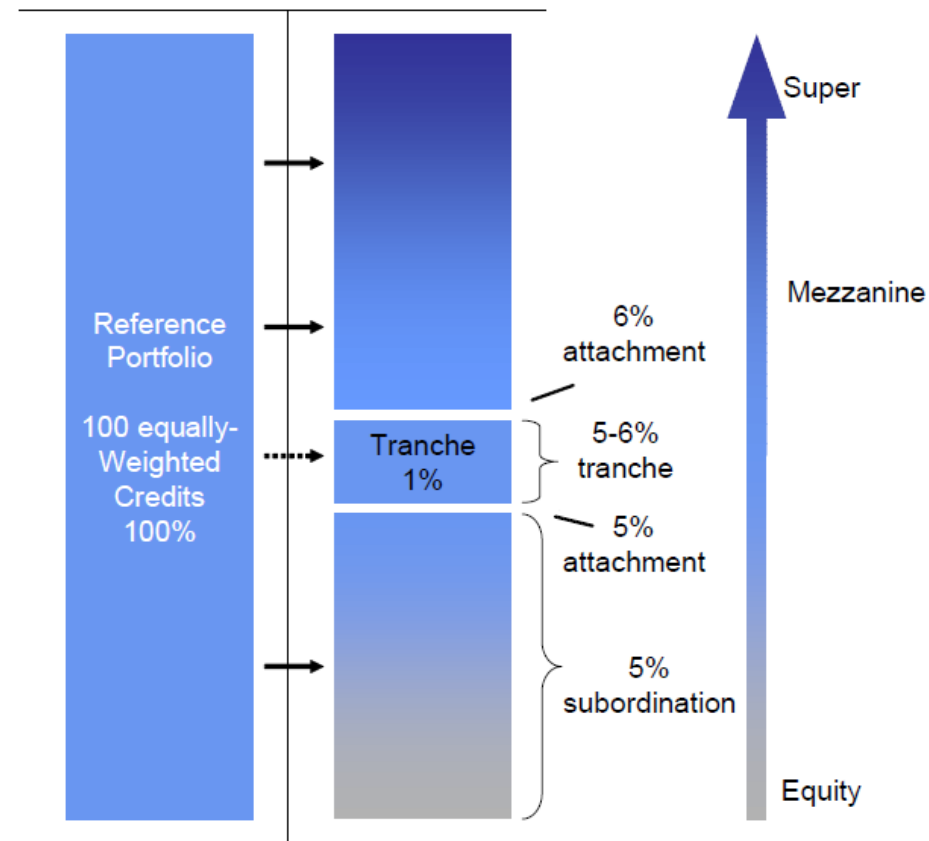 Reference
Portfolio
100 equally-
Weighted
Credits
100%
Tranche
1%
6%
attachment
5-6%
tranche
5%
attachment
5%
subordination
Super
Mezzanine
Equity